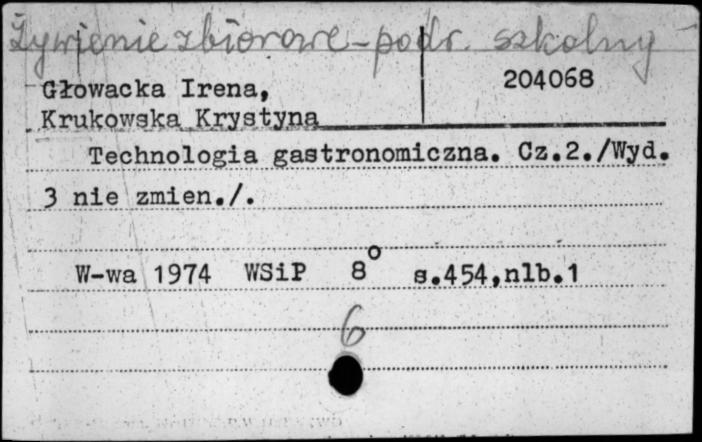 Żywienie zbiorowe - podr. szkolny
Głowacka Irena,
204068
Krukowska Krystyna
Technologia gastronomiczna. Cz.2./Wyd.
3 nie zmien./.
W-wa 1974 WSiP 8° s.454,nlb.1
6